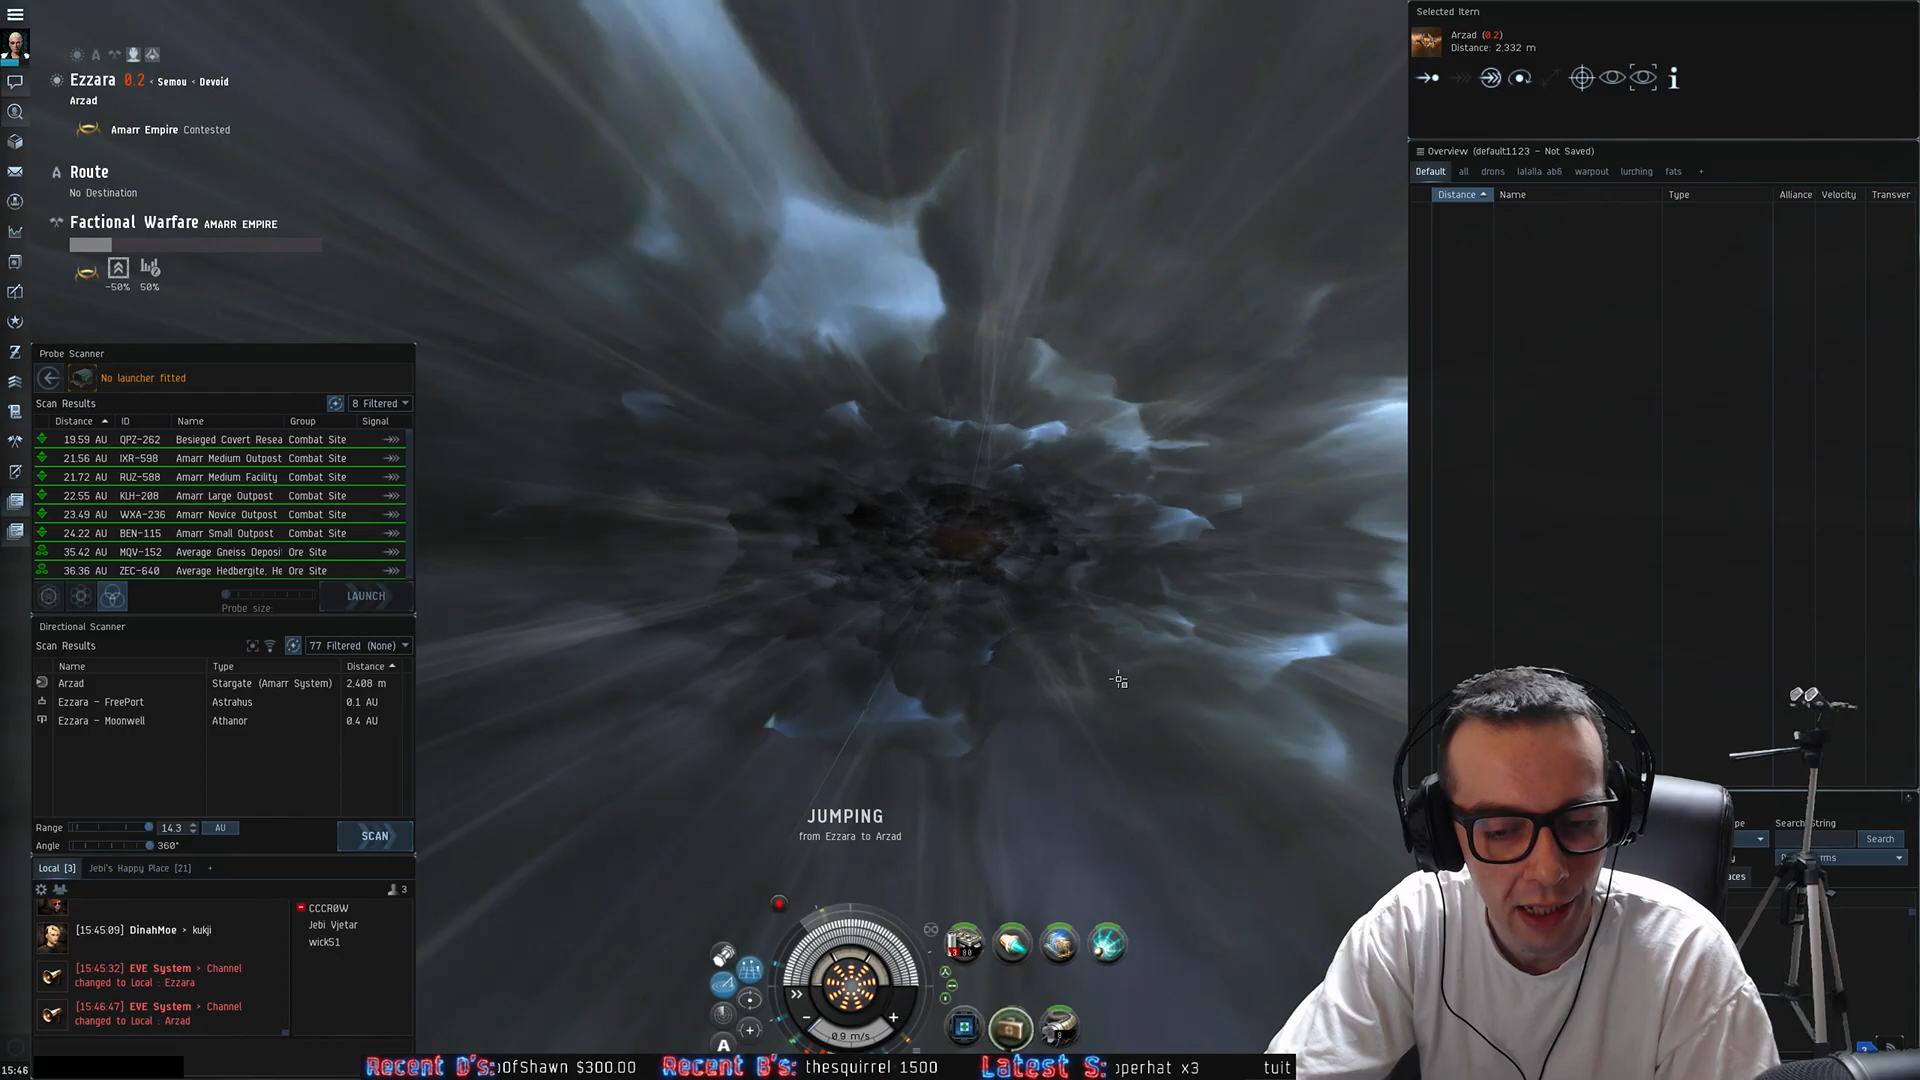 Ezzara 0.2 < Semou < Devoid
Arzad
Amarr Empire Contested
Route
No Destination
Factional Warfare AMARR EMPIRE
-50% 50%
Probe Scanner
No launcher fitted
Scan Results 8 Filtered
Distance ID Name Group Signal
19.59 AU QPZ-262 Besieged Covert Resea Combat Site
21.56 AU IXR-598 Amarr Medium Outpost Combat Site
21.72 AU RUZ-588 Amarr Medium Facility Combat Site
22.55 AU KLH-208 Amarr Large Outpost Combat Site
23.49 AU WXA-236 Amarr Novice Outpost Combat Site
24.22 AU BEN-115 Amarr Small Outpost Combat Site
35.42 AU MQV-152 Average Gneiss Deposi Ore Site
36.36 AU ZEC-640 Average Hedbergite, He Ore Site
Probe size:
LAUNCH
Directional Scanner
Scan Results 77 Filtered (None)
Name Type Distance
Arzad Stargate (Amarr System) 2.408 m
Ezzara - FreePort Astrahus 0.1 AU
Ezzara - Moonwell Athanor 0.4 AU
Range 14.3 AU
Angle 360°
SCAN
Local [3] Jebi's Happy Place [21] +
3
[15:45:09] DinahMoe > kukji
[15:45:32] EVE System > Channel
changed to Local : Ezzara
[15:46:47] EVE System > Channel
changed to Local : Arzad
CCCR0W
Jebi Vjetar
wick51
15:46
JUMPING
from Ezzara to Arzad
0.9 m/s
A
80
Recent D's: OfShawn $300.00 Recent B's: thesquirrel 1500 Latest S: operhat x3 tuit
Selected Item
Arzad (0.2)
Distance: 2.332 m
Overview (default1123 - Not Saved)
Default all drons lalalla ab6 warpout lurching fats +
Distance Name Type Alliance Velocity Transver
Search String
Search